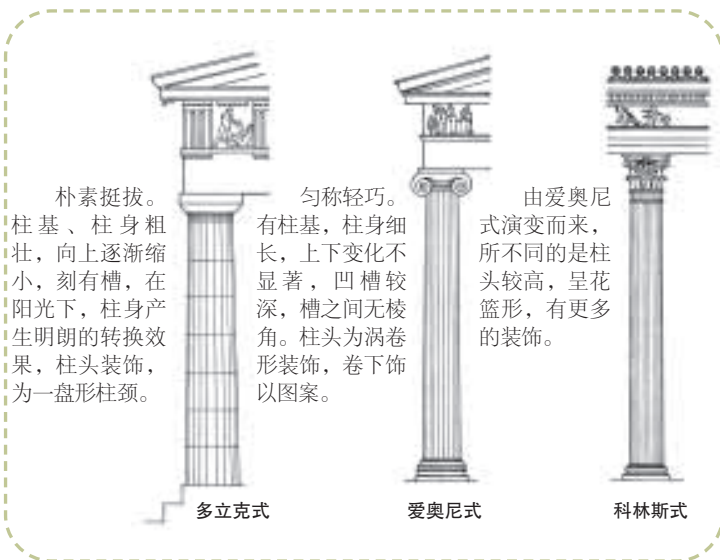 朴素挺拔。
柱基、柱身粗
壮，向上逐渐缩
小，刻有槽，在
阳光下，柱身产
生明朗的转换效
果，柱头装饰，
为一盘形柱颈。
匀称轻巧。
有柱基，柱身细
长，上下变化不
显著，凹槽较
深，槽之间无棱
角。柱头为涡卷
形装饰，卷下饰
以图案。
由爱奥尼
式演变而来，
所不同的是柱
头较高，呈花
篮形，有更多
的装饰。
多立克式
爱奥尼式
科林斯式